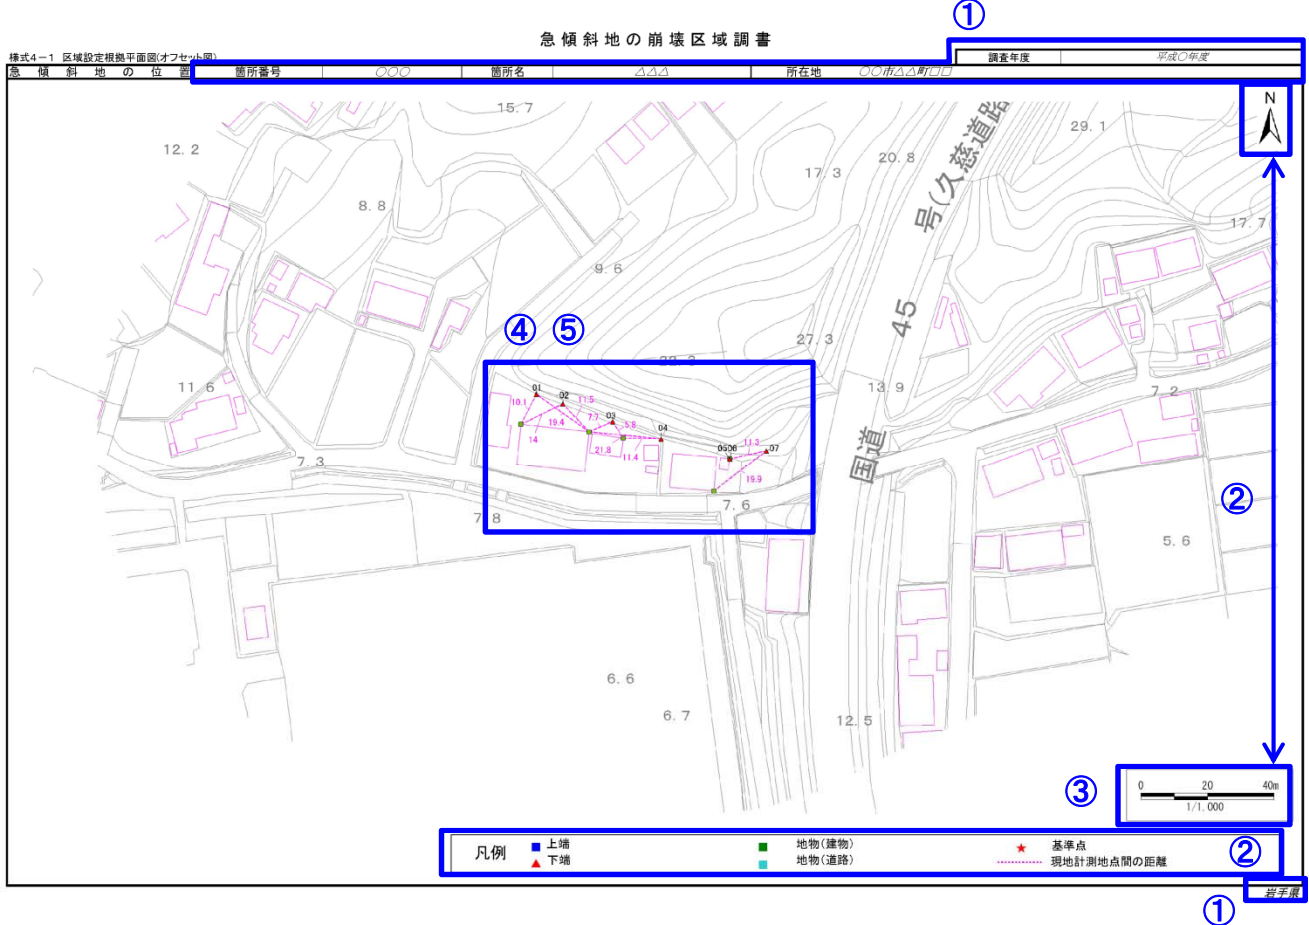 ①
急傾斜地の崩壊区域調書
様式4-1 区域設定根拠平面図(オフセット図)
調査年度 平成〇年度
急傾斜地の位置 箇所番号 〇〇〇 箇所名 △△△ 所在地 〇〇市△△町□□
N
15.7
29.1
12.2
20.8
17.3
8.8
17.7
9.6
号(久慈道路
45
国道
④ ⑤
27.3
22.3
11.6
13.9
7.2
01
02
03
04
0506
07
10.1
11.5
19.4
7.7
5.8
14
21.8
11.4
11.3
19.9
7.3
7.8
7.6
②
5.6
6.6
6.7
12.5
③
0 20 40m
1/1,000
凡例
上端
下端
地物(建物)
地物(道路)
基準点
現地計測地点間の距離
②
岩手県
①